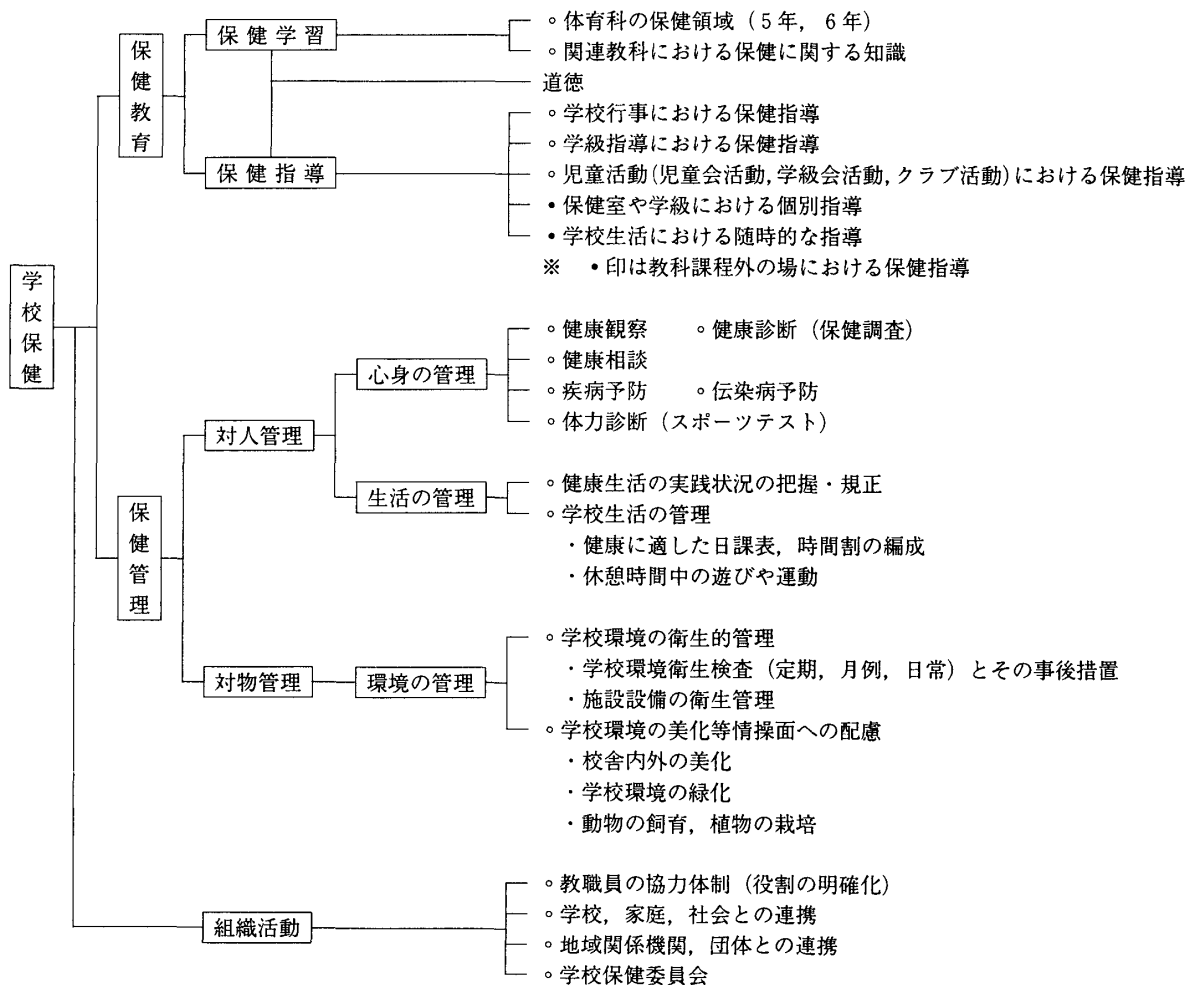 学校保健
保健教育
保健学習
。体育科の保健領域（5年，6年）
。関連教科における保健に関する知識
道徳
保健指導
。学校行事における保健指導
。学級指導における保健指導
。児童活動（児童会活動，学級会活動，クラブ活動）における保健指導
•保健室や学級における個別指導
•学校生活における随時的な指導
※　•印は教科課程外の場における保健指導
保健管理
対人管理
心身の管理
。健康観察　。健康診断（保健調査）
。健康相談
。疾病予防　。伝染病予防
。体力診断（スポーツテスト）
生活の管理
。健康生活の実践状況の把握・規正
。学校生活の管理
・健康に適した日課表，時間割の編成
・休憩時間中の遊びや運動
対物管理
環境の管理
。学校環境の衛生的管理
・学校環境衛生検査（定期，月例，日常）とその事後措置
・施設設備の衛生管理
。学校環境の美化等情操面への配慮
・校舎内外の美化
・学校環境の緑化
・動物の飼育，植物の栽培
組織活動
。教職員の協力体制（役割の明確化）
。学校，家庭，社会との連携
。地域関係機関，団体との連携
。学校保健委員会